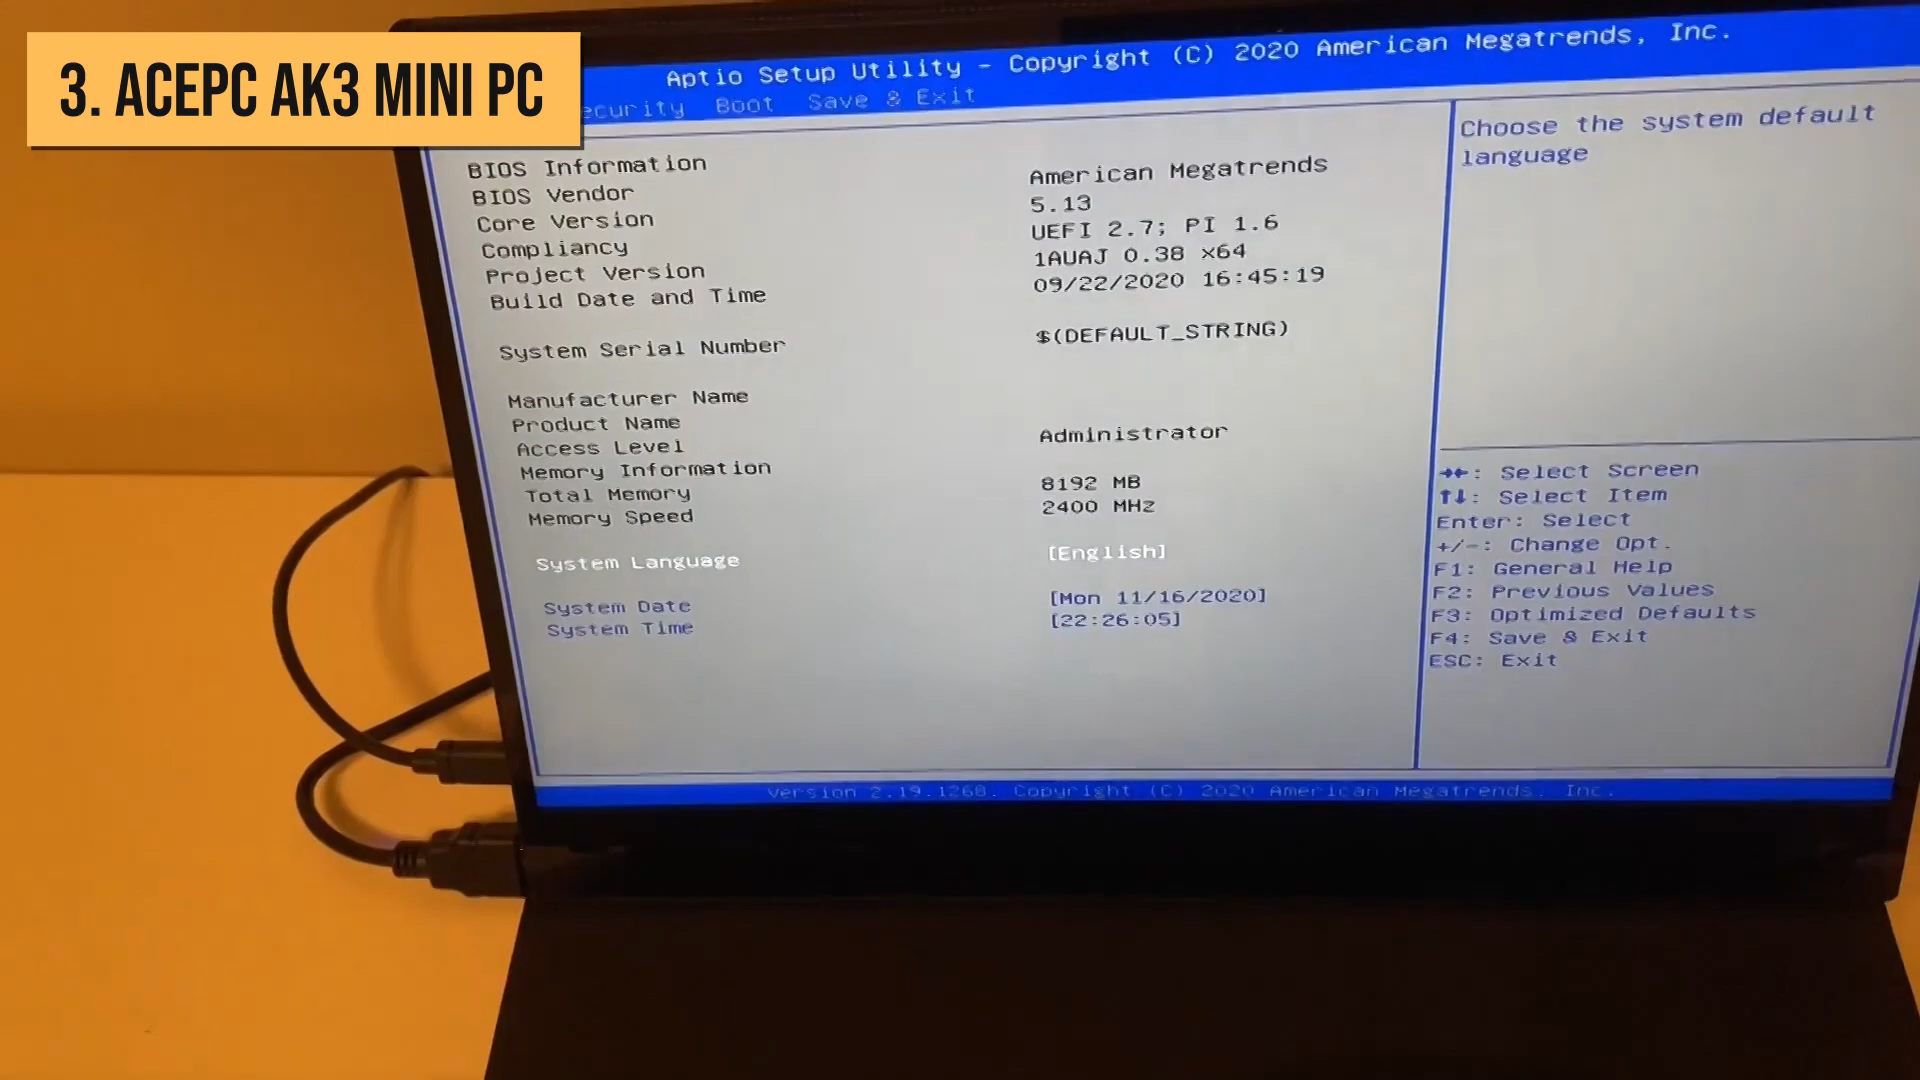 3. ACEPC AK3 MINI PC
Aptio Setup Utility - Copyright (C) 2020 American Megatrends, Inc.
Boot Save & Exit
BIOS Information
BIOS Vendor American Megatrends
Core Version 5.13
Compliancy UEFI 2.7; PI 1.6
Project Version 1AUAJ 0.38 x64
Build Date and Time 09/22/2020 16:45:19
System Serial Number $(DEFAULT_STRING)
Manufacturer Name
Product Name
Access Level Administrator
Memory Information
Total Memory 8192 MB
Memory Speed 2400 MHz
System Language [English]
System Date [Mon 11/16/2020]
System Time [22:26:05]
Choose the system default
language
→←: Select Screen
↑↓: Select Item
Enter: Select
+/-: Change Opt.
F1: General Help
F2: Previous Values
F3: Optimized Defaults
F4: Save & Exit
ESC: Exit
Version 2.19.1268. Copyright (C) 2020 American Megatrends, Inc.